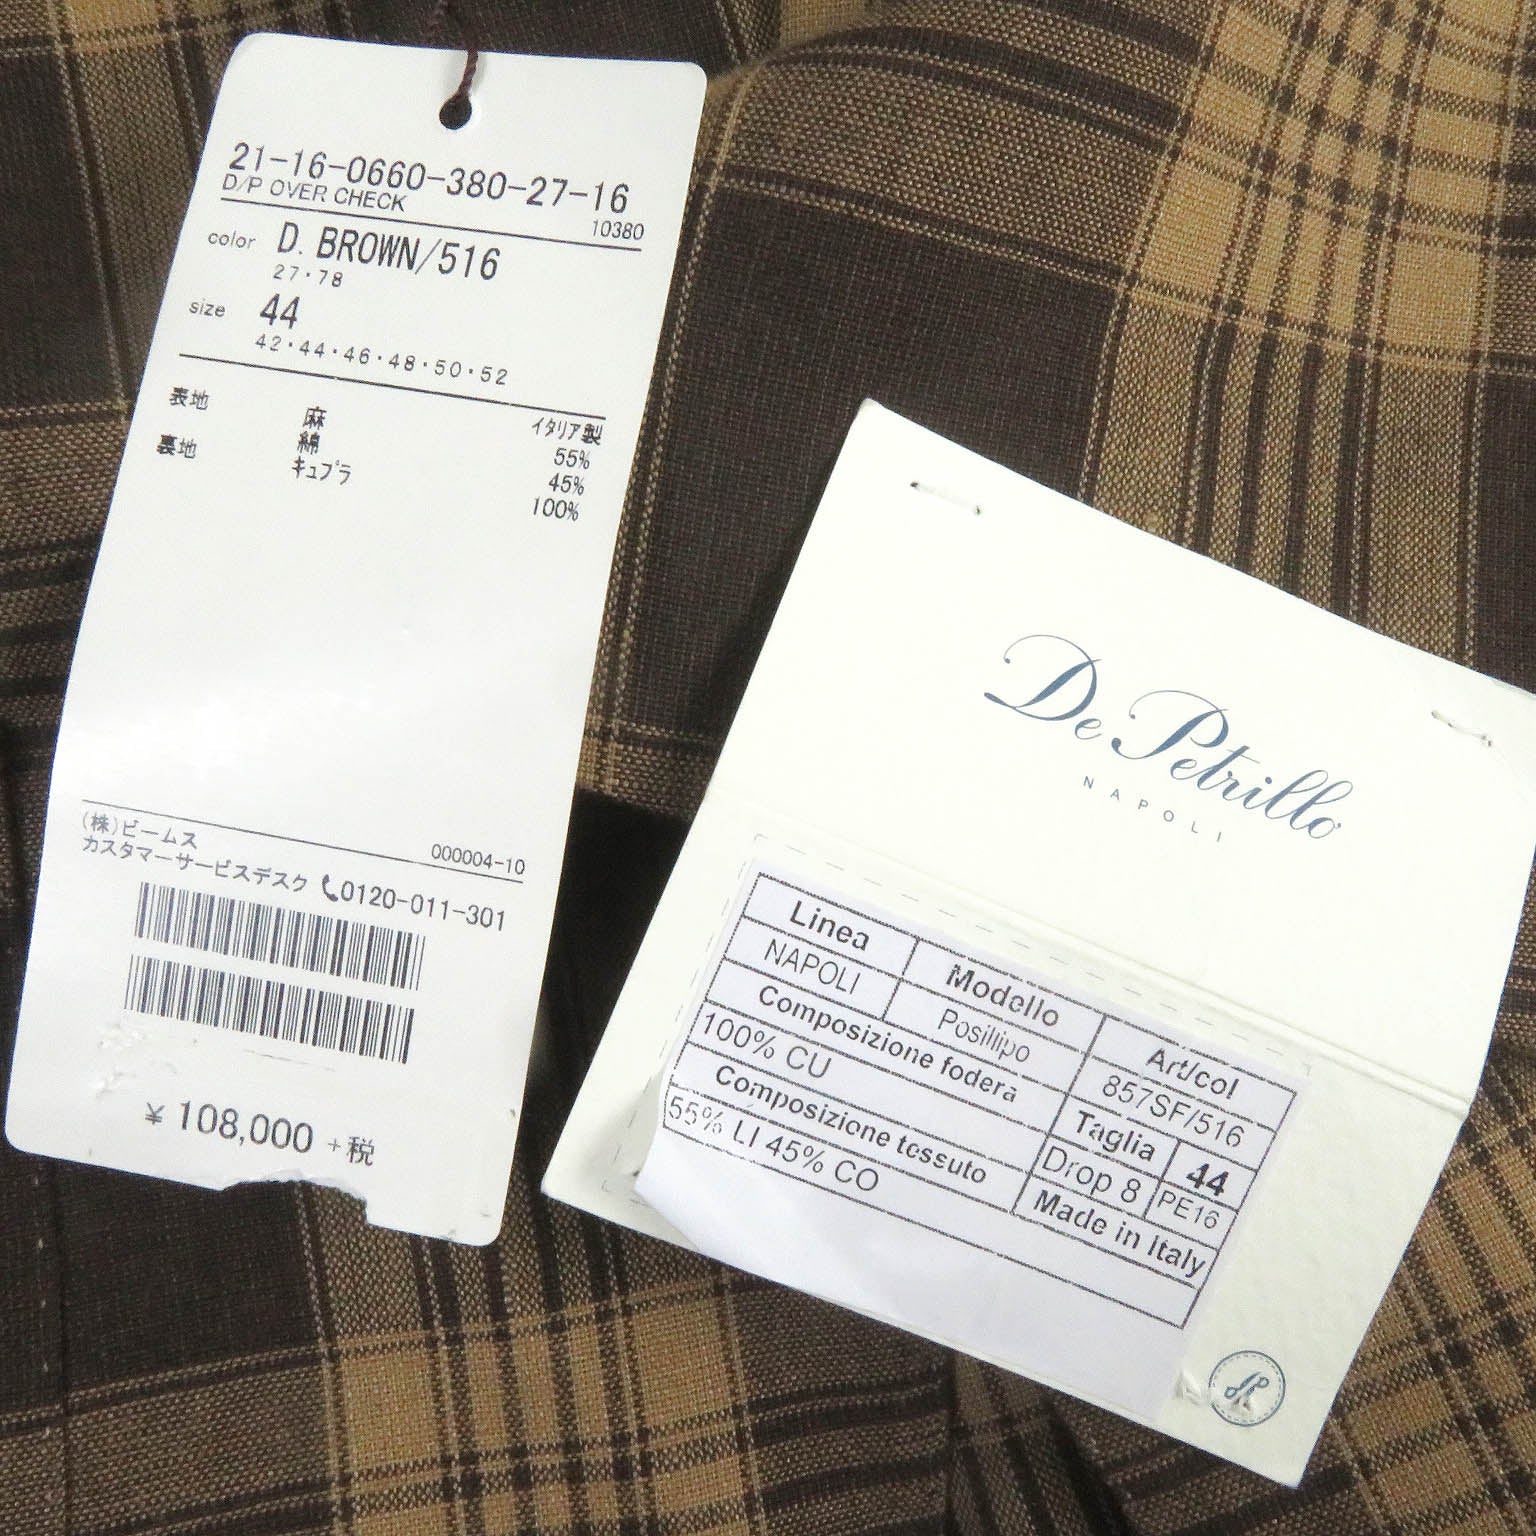 21-16-0660-380-27-16
D/P OVER CHECK
10380
color D. BROWN/516
27・78
size 44
42・44・46・48・50・52
イタリア製
表地 麻 55%
綿 45%
裏地 キュプラ 100%
(株)ビームス 000004-10
カスタマーサービスデスク 0120-011-301
¥ 108,000 +税
De Petrillo
NAPOLI
Linea Modello Art/col
NAPOLI Posillipo 857SF/516
Composizione fodera Taglia 44
100% CU Drop 8 PE16
Composizione tessuto Made in Italy
55% LI 45% CO